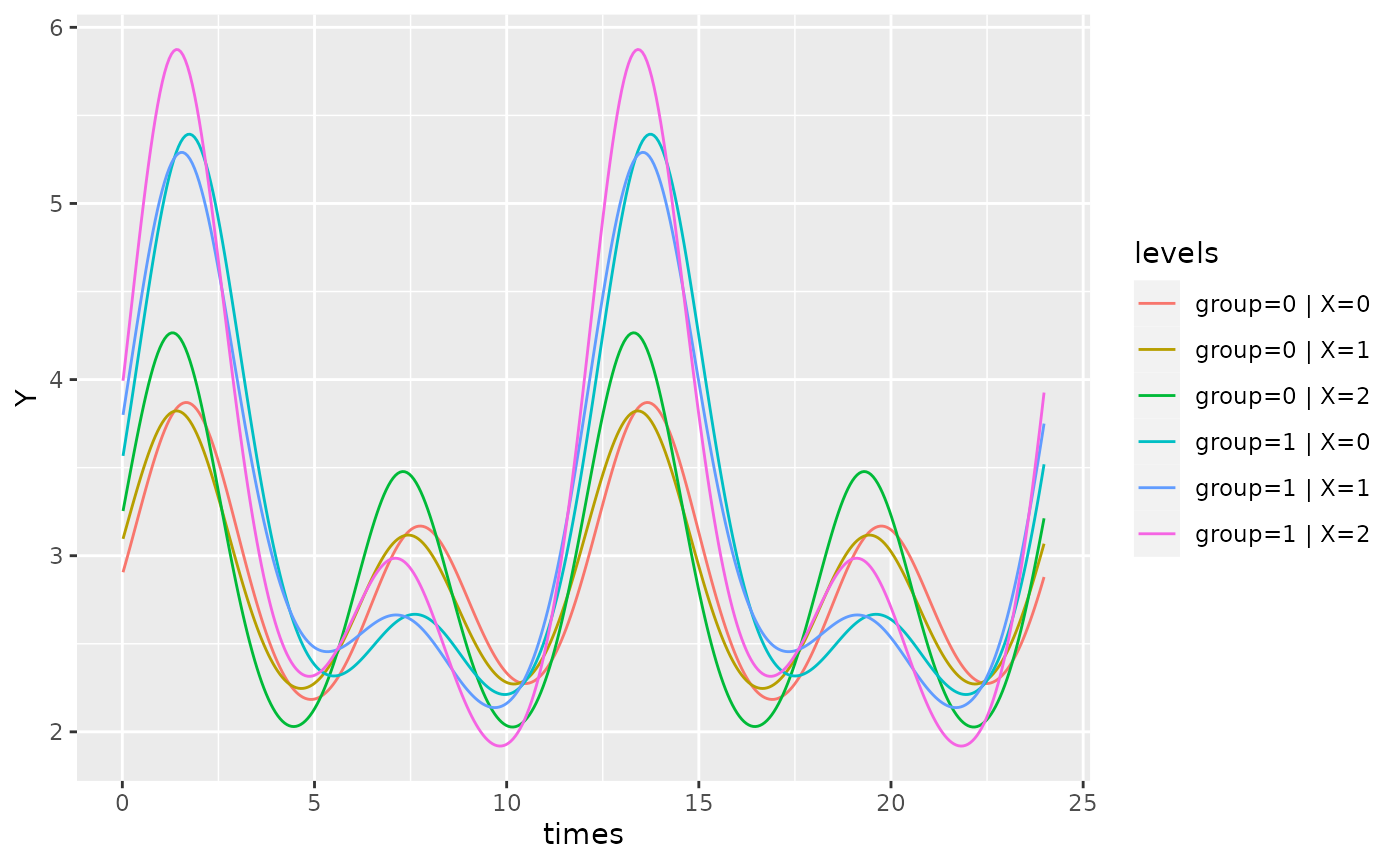 6
5
4
3
2
Y
0
5
10
15
20
25
times
levels
group=0 | X=0
group=0 | X=1
group=0 | X=2
group=1 | X=0
group=1 | X=1
group=1 | X=2